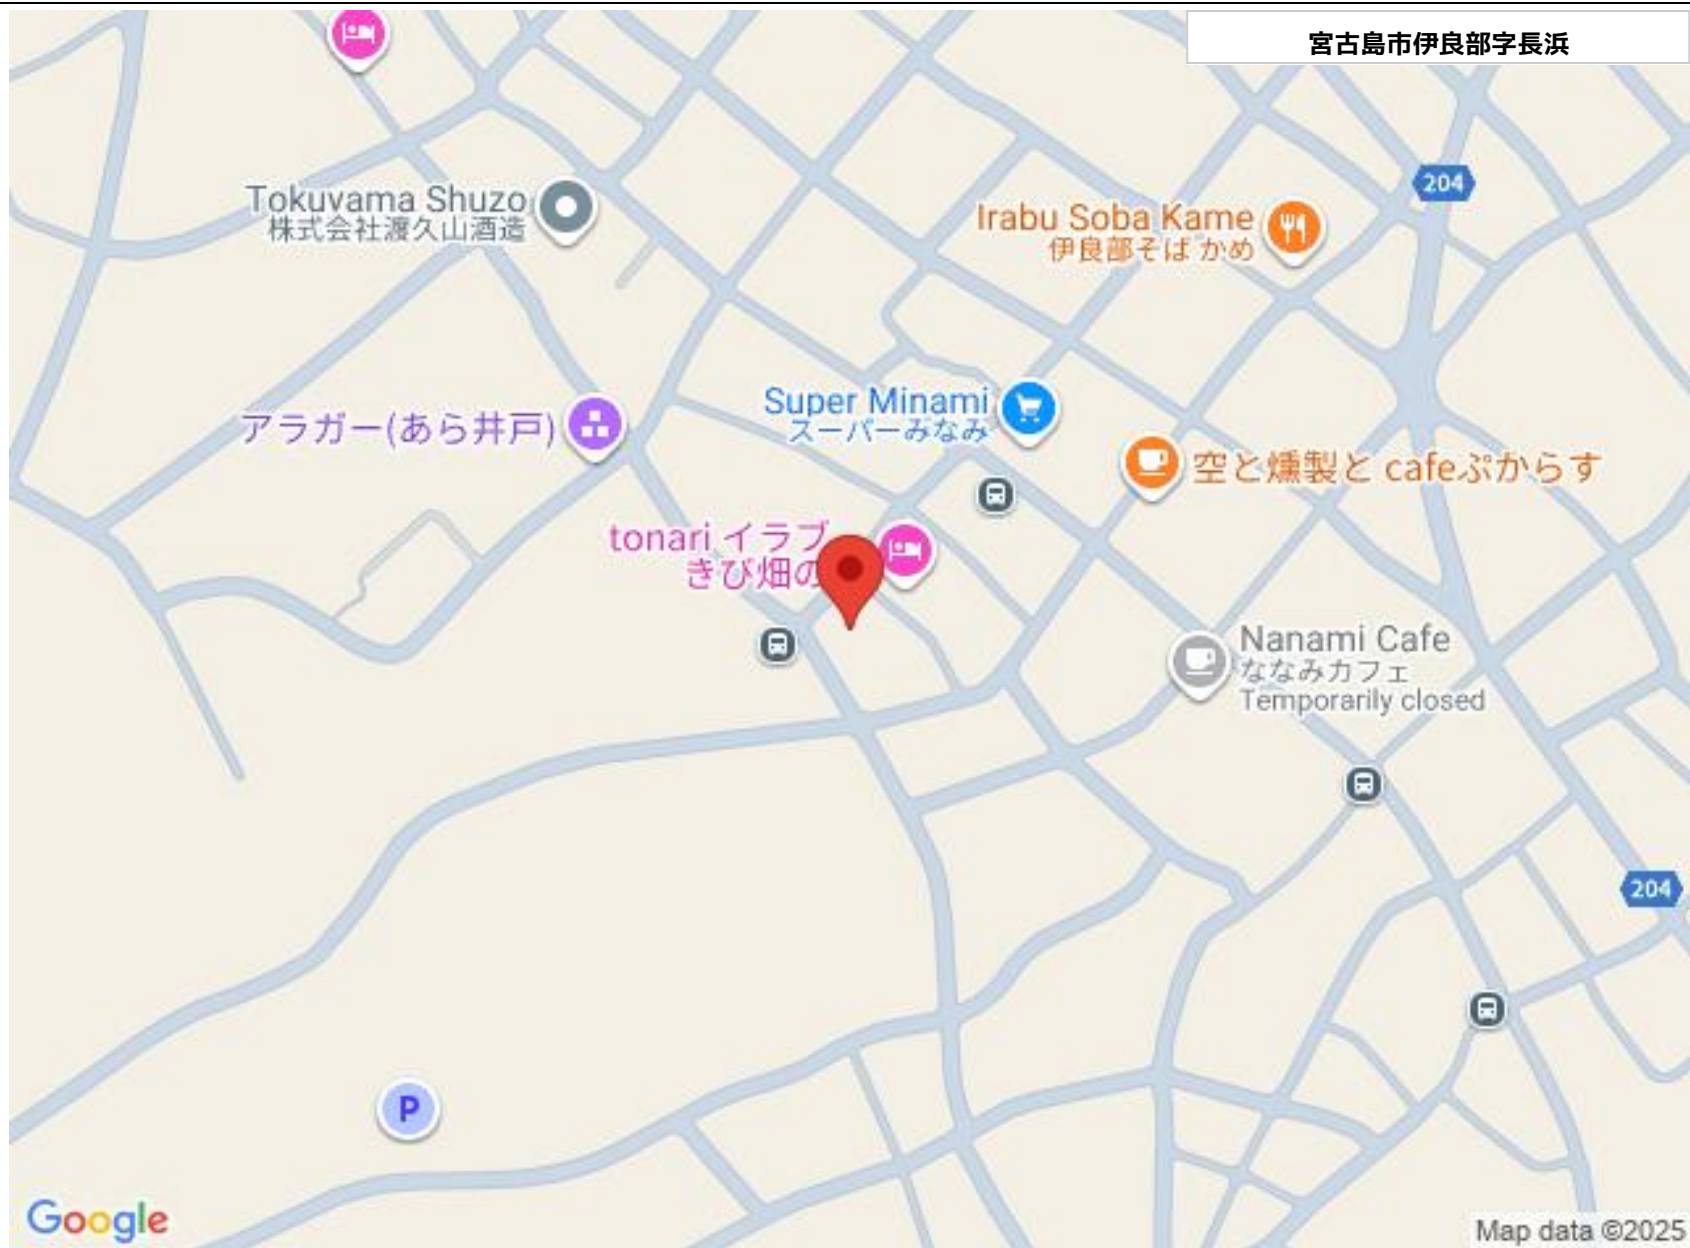 宮古島市伊良部字長浜
204
Tokuyama Shuzo
株式会社渡久山酒造
Irabu Soba Kame
伊良部そば かめ
Super Minami
スーパーみなみ
アラガー(あら井戸)
空と燻製と cafeぷからす
tonari イラブ
きび畑の
Nanami Cafe
ななみカフェ
Temporarily closed
204
P
Google
Map data ©2025